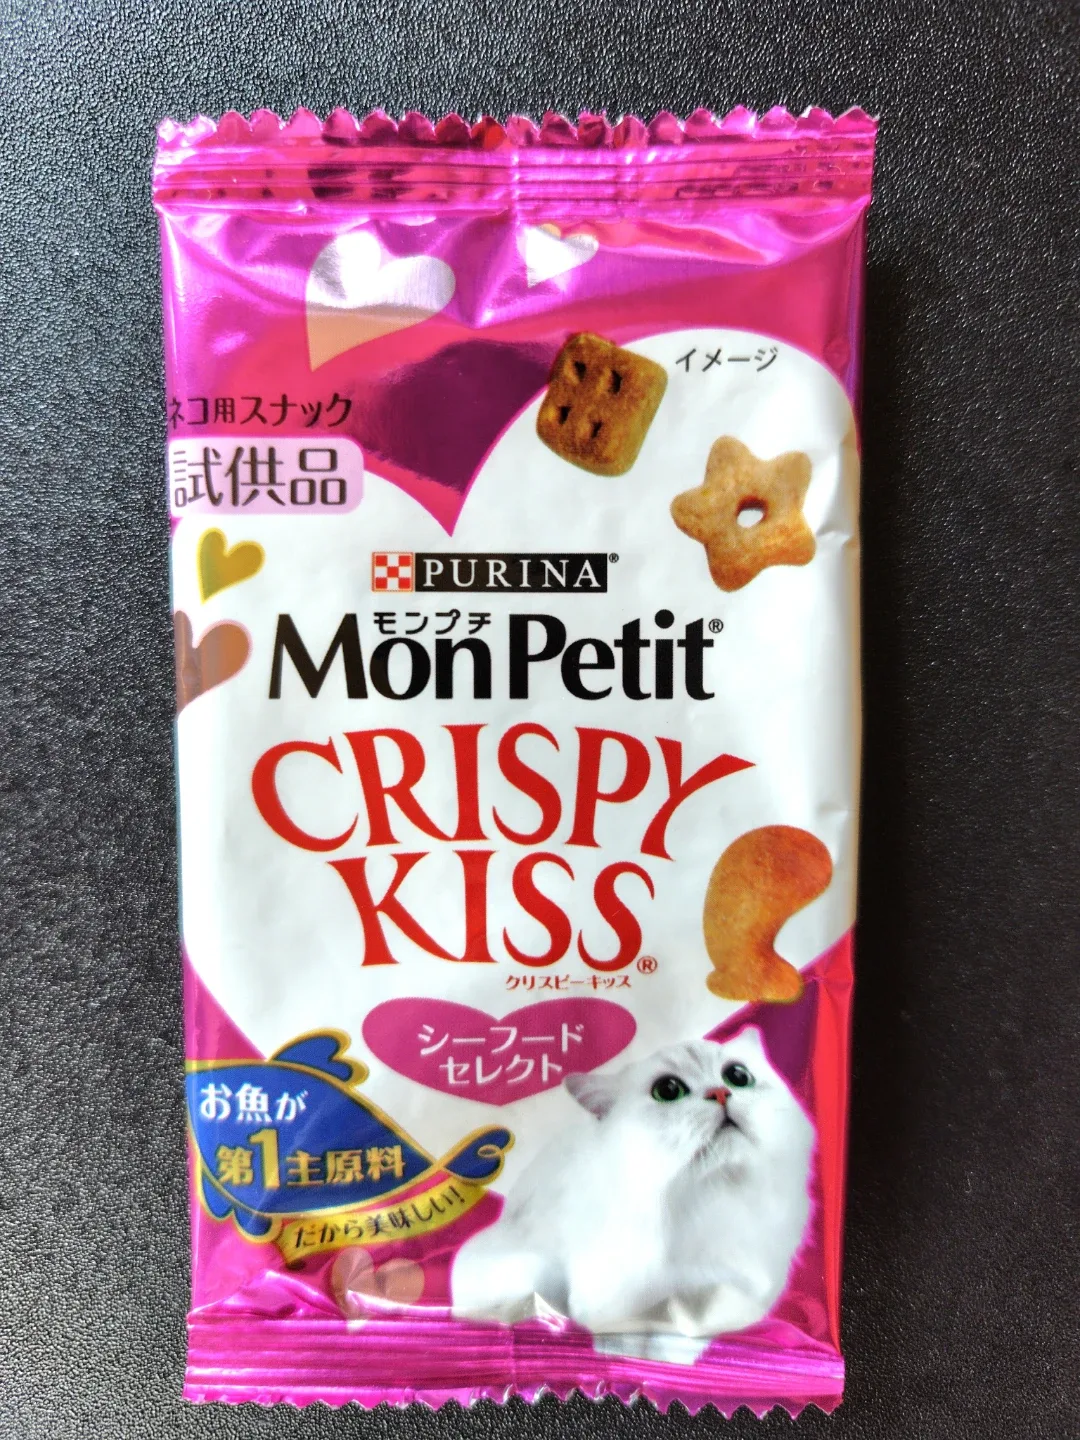 イメージ
ネコ用スナック
試供品
PURINA®
モンプチ
Mon Petit®
CRISPY
KISS®
クリスピーキッス
シーフード
セレクト
お魚が
第1主原料
だから美味しい!